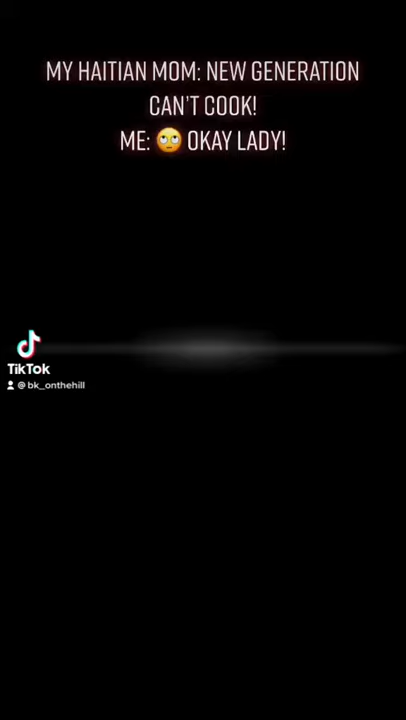 MY HAITIAN MOM: NEW GENERATION
CAN'T COOK!
ME: 🙄 OKAY LADY!
TikTok
@ bk_onthehill